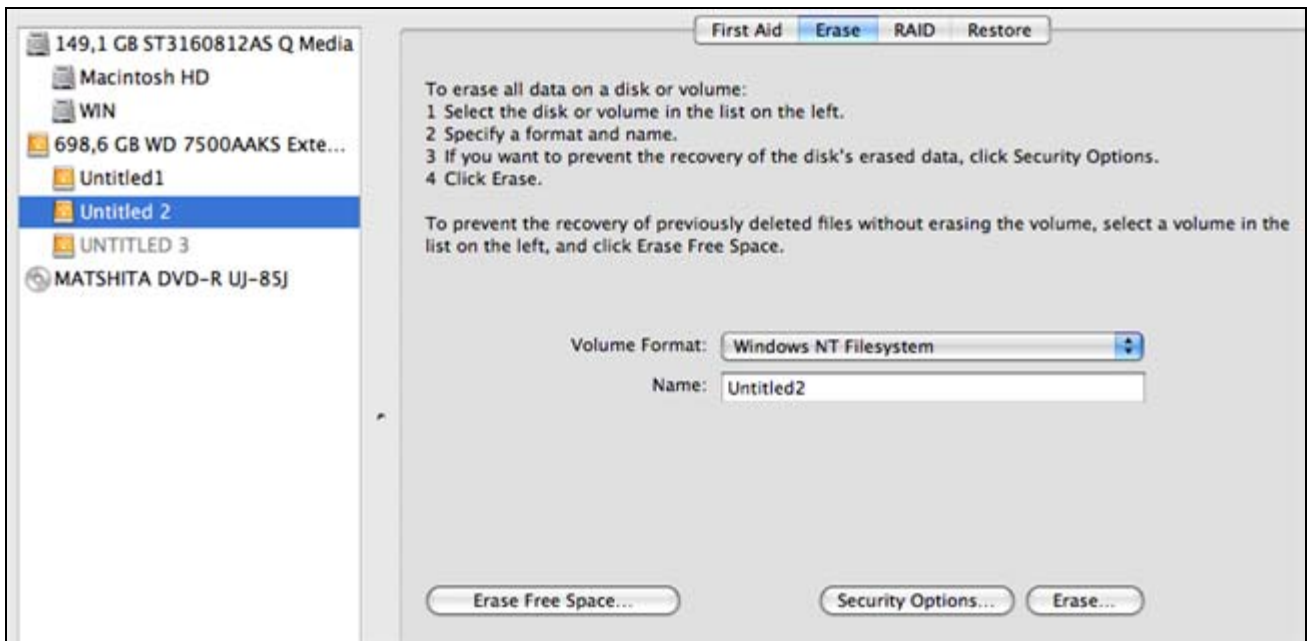 149,1 GB ST3160812AS Q Media
Macintosh HD
WIN
698,6 GB WD 7500AAKS Exte...
Untitled1
Untitled 2
UNTITLED 3
MATSHITA DVD-R UJ-85J
First Aid Erase RAID Restore
To erase all data on a disk or volume:
1 Select the disk or volume in the list on the left.
2 Specify a format and name.
3 If you want to prevent the recovery of the disk's erased data, click Security Options.
4 Click Erase.
To prevent the recovery of previously deleted files without erasing the volume, select a volume in the
list on the left, and click Erase Free Space.
Volume Format: Windows NT Filesystem
Name: Untitled2
Erase Free Space... Security Options... Erase...